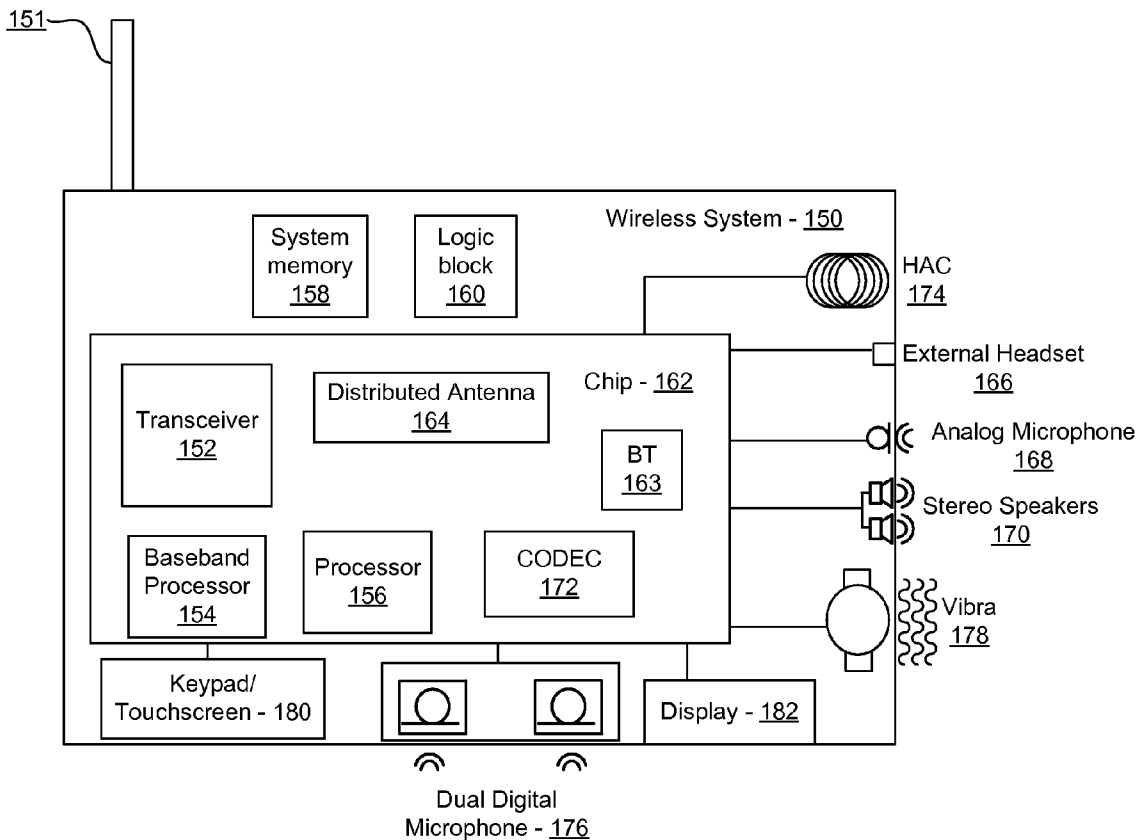 151
Wireless System - 150
System
memory
158
Logic
block
160
HAC
174
External Headset
166
Chip - 162
Transceiver
152
Distributed Antenna
164
BT
163
Analog Microphone
168
Stereo Speakers
170
Baseband
Processor
154
Processor
156
CODEC
172
Vibra
178
Keypad/
Touchscreen - 180
Display - 182
Dual Digital
Microphone - 176